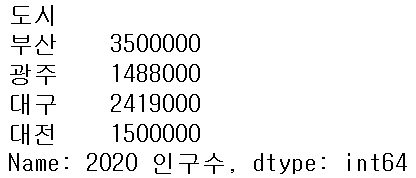 도시
부산    3500000
광주    1488000
대구    2419000
대전    1500000
Name: 2020 인구수, dtype: int64